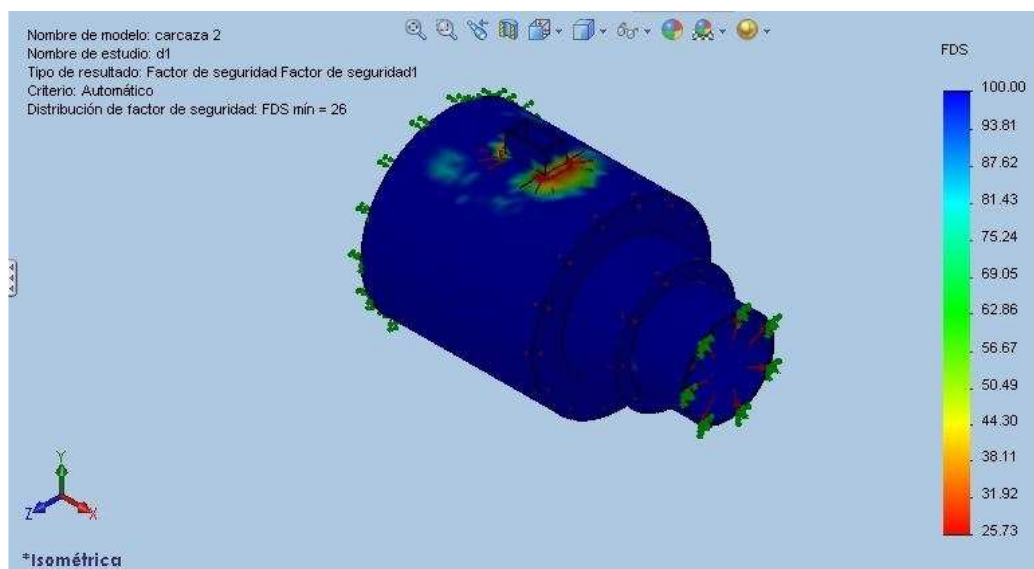 Nombre de modelo: carcaza 2
Nombre de estudio: d1
Tipo de resultado: Factor de seguridad Factor de seguridad1
Criterio: Automático
Distribución de factor de seguridad: FDS mín = 26
FDS
100.00
93.81
87.62
81.43
75.24
69.05
62.86
56.67
50.49
44.30
38.11
31.92
25.73
Y
Z
X
*Isométrica